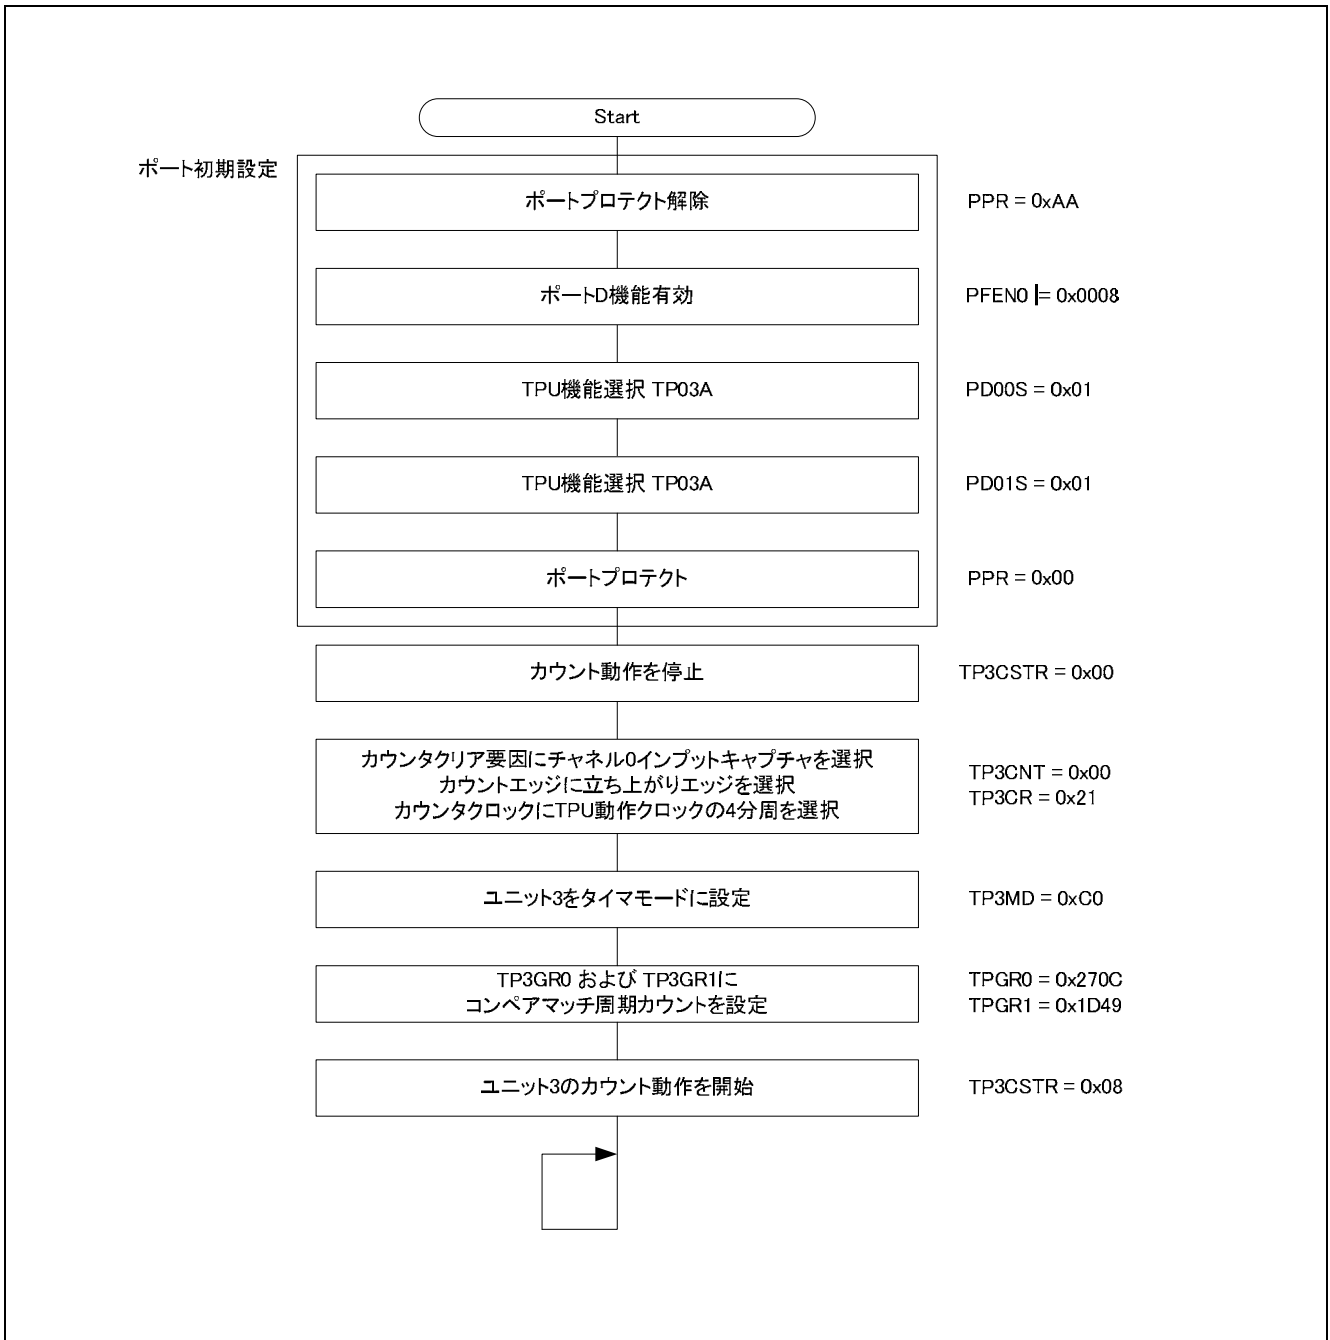 Start
ポート初期設定
ポートプロテクト解除
PPR = 0xAA
ポートD機能有効
PFEN0 |= 0x0008
TPU機能選択 TP03A
PD00S = 0x01
TPU機能選択 TP03A
PD01S = 0x01
ポートプロテクト
PPR = 0x00
カウント動作を停止
TP3CSTR = 0x00
カウンタクリア要因にチャネル0インプットキャプチャを選択
カウントエッジに立ち上がりエッジを選択
カウンタクロックにTPU動作クロックの4分周を選択
TP3CNT = 0x00
TP3CR = 0x21
ユニット3をタイマモードに設定
TP3MD = 0xC0
TP3GR0 および TP3GR1に
コンペアマッチ周期カウントを設定
TPGR0 = 0x270C
TPGR1 = 0x1D49
ユニット3のカウント動作を開始
TP3CSTR = 0x08